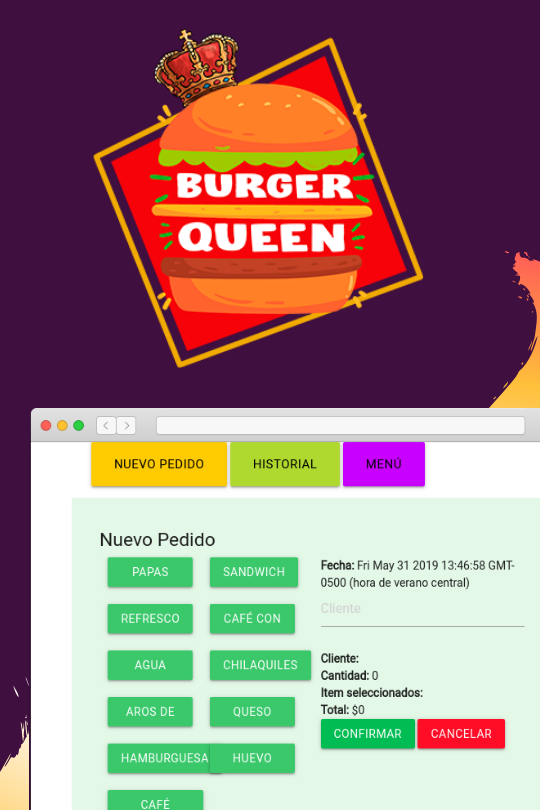 BURGER
QUEEN
NUEVO PEDIDO
HISTORIAL
MENÚ
Nuevo Pedido
PAPAS
SANDWICH
REFRESCO
CAFÉ CON
AGUA
CHILAQUILES
AROS DE
QUESO
HAMBURGUESA
HUEVO
CAFÉ
Fecha: Fri May 31 2019 13:46:58 GMT-
0500 (hora de verano central)
Cliente
Cliente:
Cantidad: 0
Item seleccionados:
Total: $0
CONFIRMAR
CANCELAR